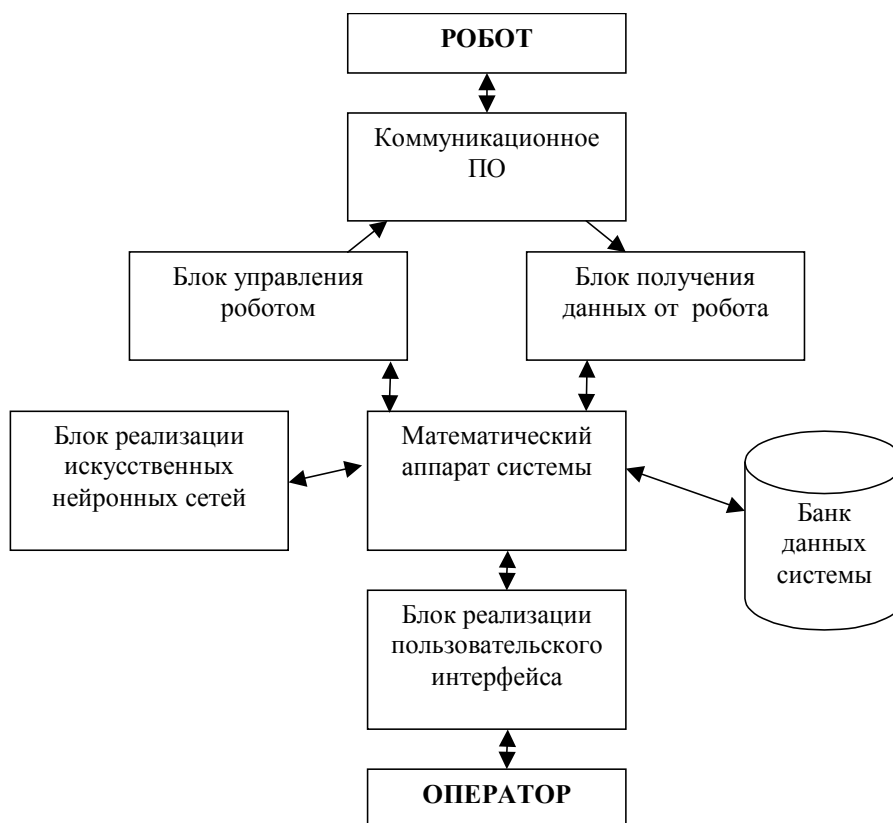 РОБОТ
Коммуникационное
ПО
Блок управления
роботом
Блок получения
данных от робота
Блок реализации
искусственных
нейронных сетей
Математический
аппарат системы
Банк
данных
системы
Блок реализации
пользовательского
интерфейса
ОПЕРАТОР